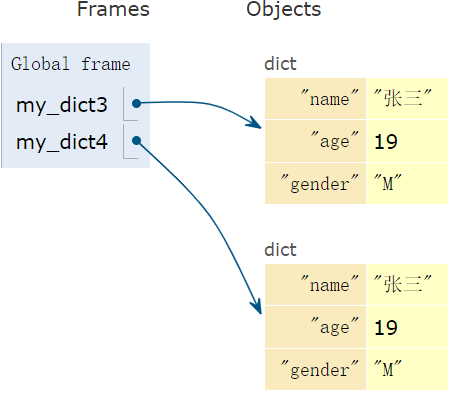 Frames Objects
Global frame
my_dict3
my_dict4
dict
"name" "张三"
"age" 19
"gender" "M"
dict
"name" "张三"
"age" 19
"gender" "M"